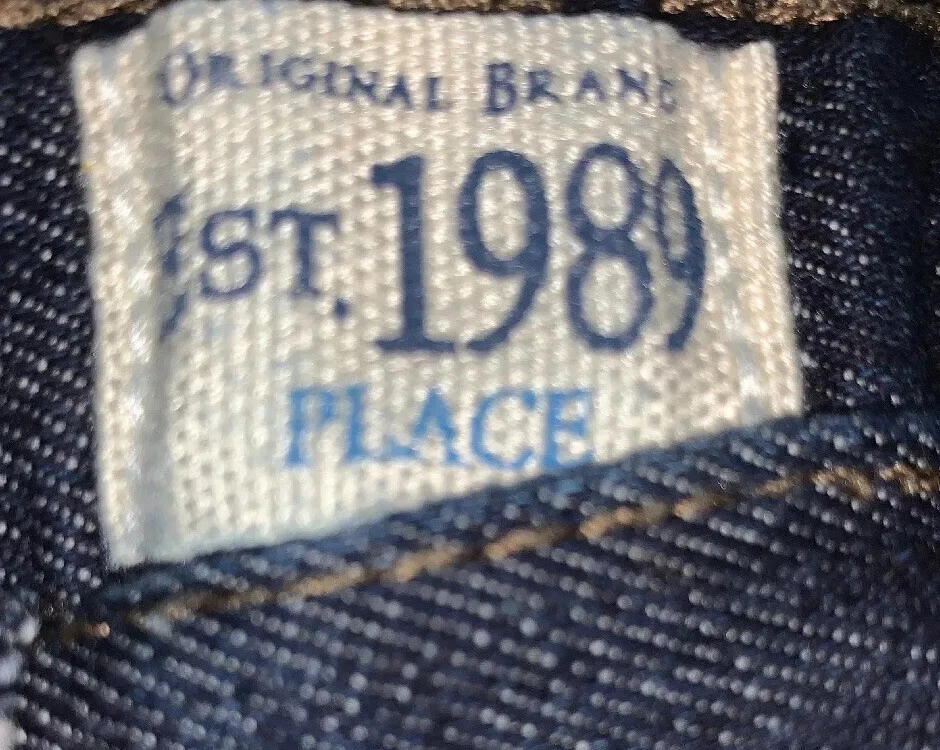 ORIGINAL BRAND
EST. 1989
PLACE